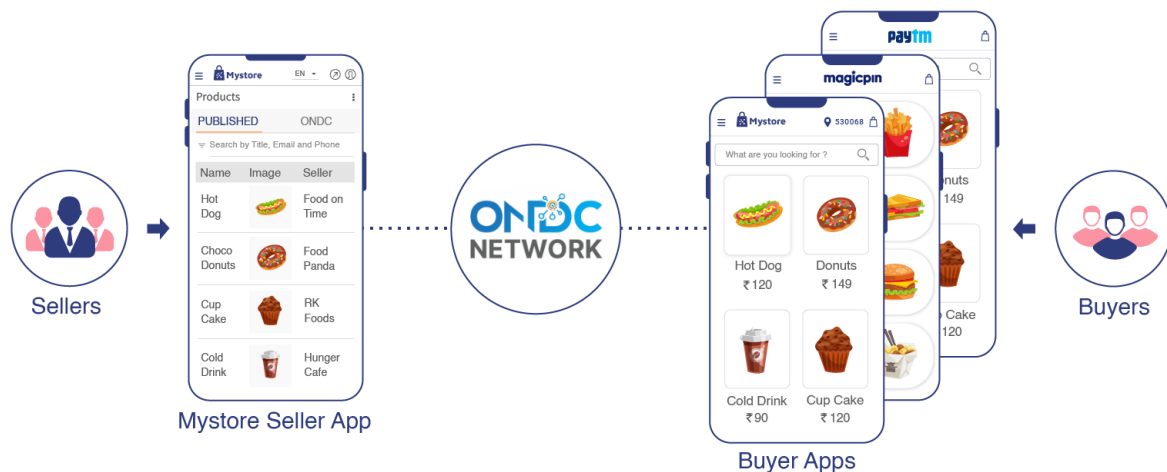 Sellers
Mystore
EN
Products
PUBLISHED
ONDC
Search by Title, Email and Phone
Name Image Seller
Hot
Dog
Food on
Time
Choco
Donuts
Food
Panda
Cup
Cake
RK
Foods
Cold
Drink
Hunger
Cafe
Mystore Seller App
ONDC
NETWORK
Mystore
530068
What are you looking for ?
Hot Dog
₹ 120
Donuts
₹ 149
Cold Drink
₹ 90
Cup Cake
₹ 120
magicpin
paytm
nuts
149
Cake
120
Buyer Apps
Buyers